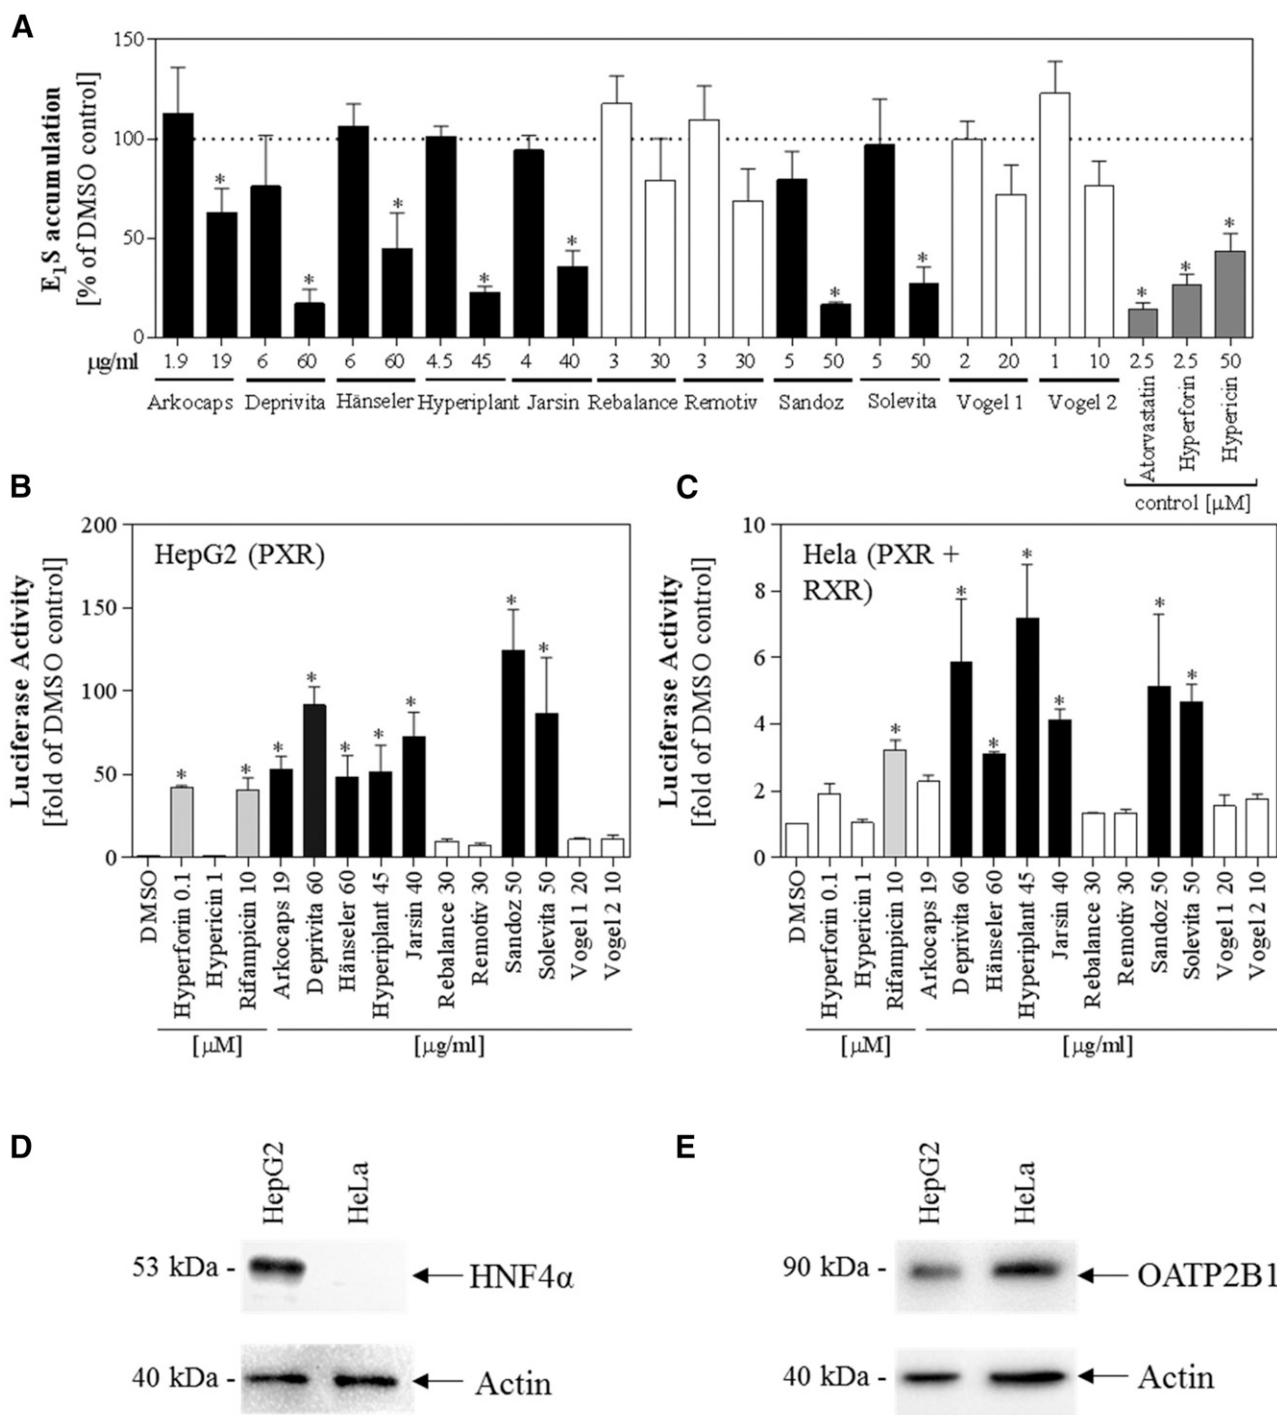 A
E1S accumulation
[% of DMSO control]
150
100
50
0
* * * * * * * * * *
µg/ml 1.9 19 6 60 6 60 4.5 45 4 40 3 30 3 30 5 50 5 50 2 20 1 10 2.5 2.5 50
Arkocaps Deprivita Hänseler Hyperiplant Jarsin Rebalance Remotiv Sandoz Solevita Vogel 1 Vogel 2
Atorvastatin
Hyperforin
Hypericin
control [µM]
B
Luciferase Activity
[fold of DMSO control]
HepG2 (PXR)
200
150
100
50
0
* * * * * * * * *
DMSO
Hyperforin 0.1
Hypericin 1
Rifampicin 10
Arkocaps 19
Deprivita 60
Hänseler 60
Hyperiplant 45
Jarsin 40
Rebalance 30
Remotiv 30
Sandoz 50
Solevita 50
Vogel 1 20
Vogel 2 10
[µM] [µg/ml]
C
Luciferase Activity
[fold of DMSO control]
Hela (PXR +
RXR)
10
8
6
4
2
0
* * * * * * *
DMSO
Hyperforin 0.1
Hypericin 1
Rifampicin 10
Arkocaps 19
Deprivita 60
Hänseler 60
Hyperiplant 45
Jarsin 40
Rebalance 30
Remotiv 30
Sandoz 50
Solevita 50
Vogel 1 20
Vogel 2 10
[µM] [µg/ml]
D
HepG2
HeLa
53 kDa -
HNF4α
40 kDa -
Actin
E
HepG2
HeLa
90 kDa -
OATP2B1
40 kDa -
Actin